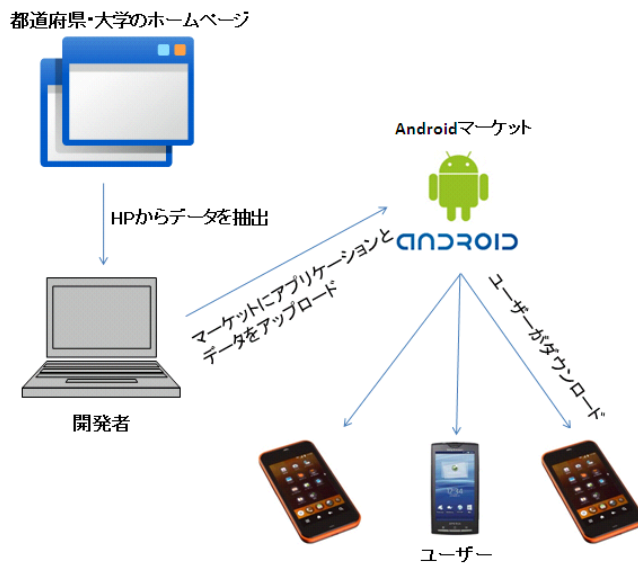 都道府県・大学のホームページ
Androidマーケット
HPからデータを抽出
ANDROID
マーケットにアプリケーションと
データをアップロード
ユーザーがダウンロード
開発者
ユーザー